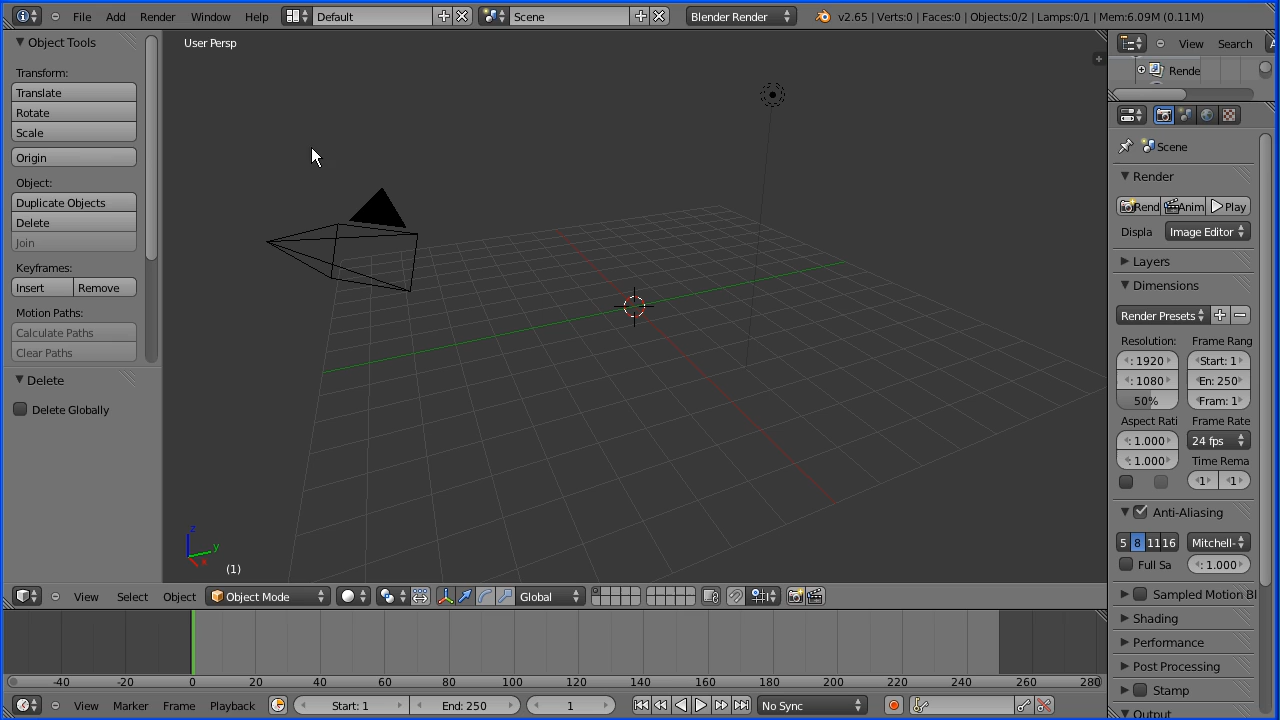 File Add Render Window Help Default Scene Blender Render v2.65 | Verts:0 | Faces:0 | Objects:0/2 | Lamps:0/1 | Mem:6.09M (0.11M)
Object Tools
Transform:
Translate
Rotate
Scale
Origin
Object:
Duplicate Objects
Delete
Join
Keyframes:
Insert Remove
Motion Paths:
Calculate Paths
Clear Paths
Delete
Delete Globally
User Persp
z
y
x
(1)
View Select Object Object Mode Global
-40 -20 0 20 40 60 80 100 120 140 160 180 200 220 240 260 280
View Marker Frame Playback Start: 1 End: 250 1 No Sync
View Search A
Rende
Scene
Render
Rend Anim Play
Displa Image Editor
Layers
Dimensions
Render Presets
Resolution: Frame Rang
: 1920 Start: 1
: 1080 En: 250
50% Fram: 1
Aspect Rati Frame Rate
: 1.000 24 fps
: 1.000 Time Rema
1 1
Anti-Aliasing
5 8 11 16 Mitchell-
Full Sa : 1.000
Sampled Motion Bl
Shading
Performance
Post Processing
Stamp
Output